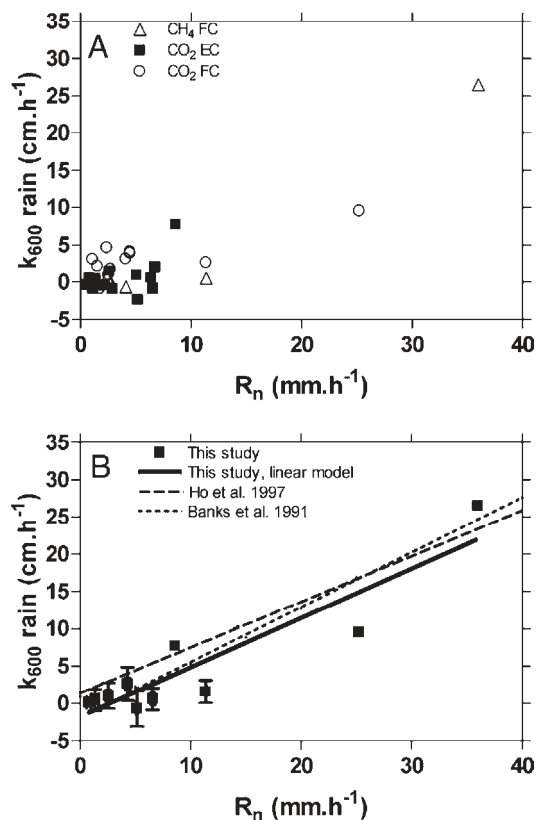 A
CH₄ FC
CO₂ EC
CO₂ FC
k₆₀₀ rain (cm.h⁻¹)
35
30
25
20
15
10
5
0
-5
0 10 20 30 40
Rₙ (mm.h⁻¹)
B
This study
This study, linear model
Ho et al. 1997
Banks et al. 1991
k₆₀₀ rain (cm.h⁻¹)
35
30
25
20
15
10
5
0
-5
0 10 20 30 40
Rₙ (mm.h⁻¹)